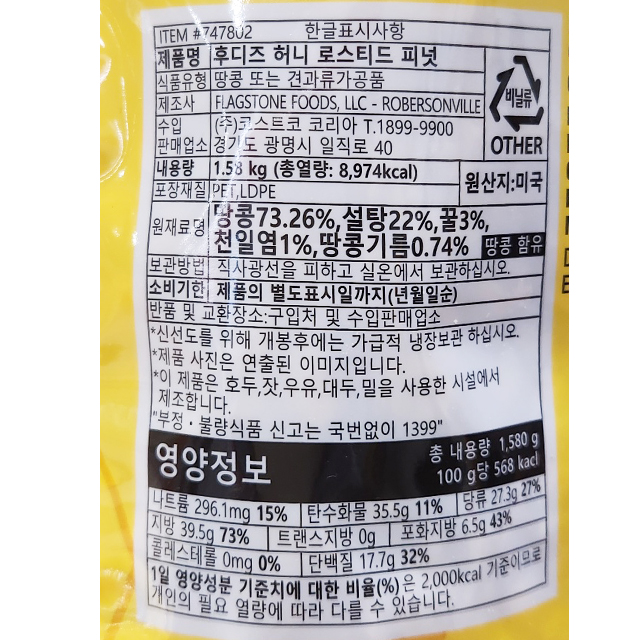 ITEM #747802 한글표시사항
제품명 후디즈 허니 로스티드 피넛
식품유형 땅콩 또는 견과류가공품
제조사 FLAGSTONE FOODS, LLC - ROBERSONVILLE
수입 (주)코스트코 코리아 T.1899-9900
판매업소 경기도 광명시 일직로 40
비닐류
OTHER
내용량 1.58 kg (총열량: 8,974kcal)
포장재질 PET,LDPE
원산지:미국
원재료명 땅콩73.26%,설탕22%,꿀3%,
천일염1%,땅콩기름0.74% 땅콩 함유
보관방법 직사광선을 피하고 실온에서 보관하십시오.
소비기한 제품의 별도표시일까지(년월일순)
반품 및 교환장소:구입처 및 수입판매업소
*신선도를 위해 개봉후에는 가급적 냉장보관 하십시오.
*제품 사진은 연출된 이미지입니다.
*이 제품은 호두,잣,우유,대두,밀을 사용한 시설에서
제조합니다.
"부정·불량식품 신고는 국번없이 1399"
영양정보
총 내용량 1,580 g
100 g당 568 kacl
나트륨 296.1mg 15% 탄수화물 35.5g 11% 당류 27.3g 27%
지방 39.5g 73% 트랜스지방 0g 포화지방 6.5g 43%
콜레스테롤 0mg 0% 단백질 17.7g 32%
1일 영양성분 기준치에 대한 비율(%)은 2,000kcal 기준이므로
개인의 필요 열량에 따라 다를 수 있습니다.